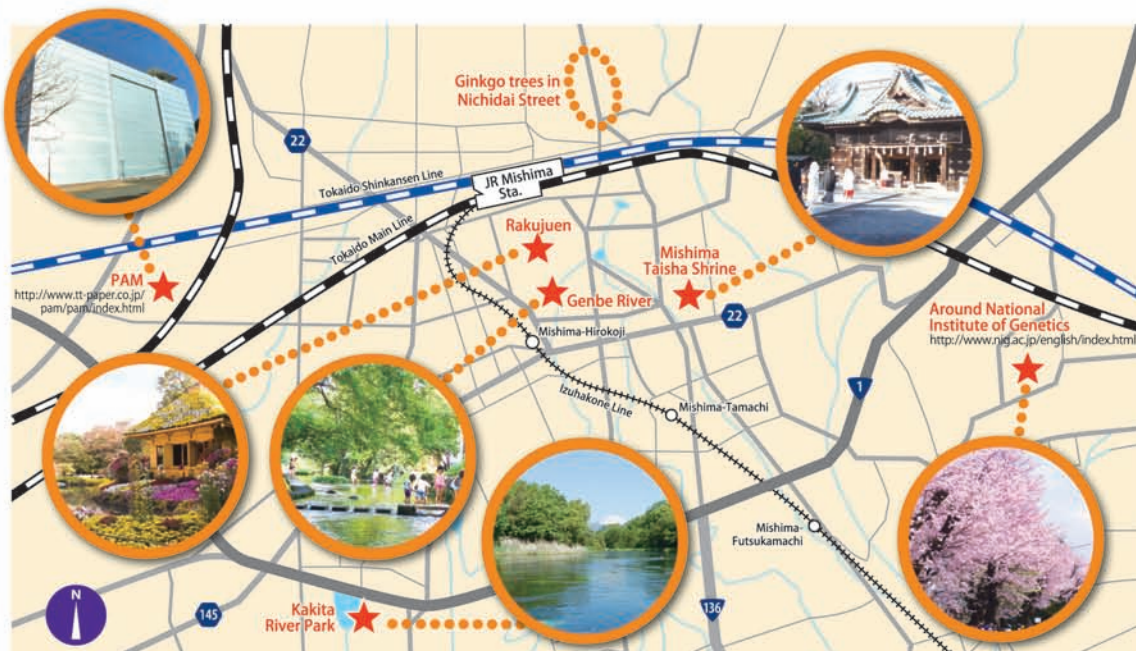 Ginkgo trees in
Nichidai Street
22
JR Mishima
Sta.
Tokaido Shinkansen Line
Tokaido Main Line
Rakujuen
Mishima
Taisha Shrine
PAM
http://www.tt-paper.co.jp/
pam/pam/index.html
Genbe River
22
Around National
Institute of Genetics
http://www.nig.ac.jp/english/index.html
Mishima-Hirokoji
Izuhakone Line
1
Mishima-Tamachi
Mishima-
Futsukamachi
N
145
Kakita
River Park
136